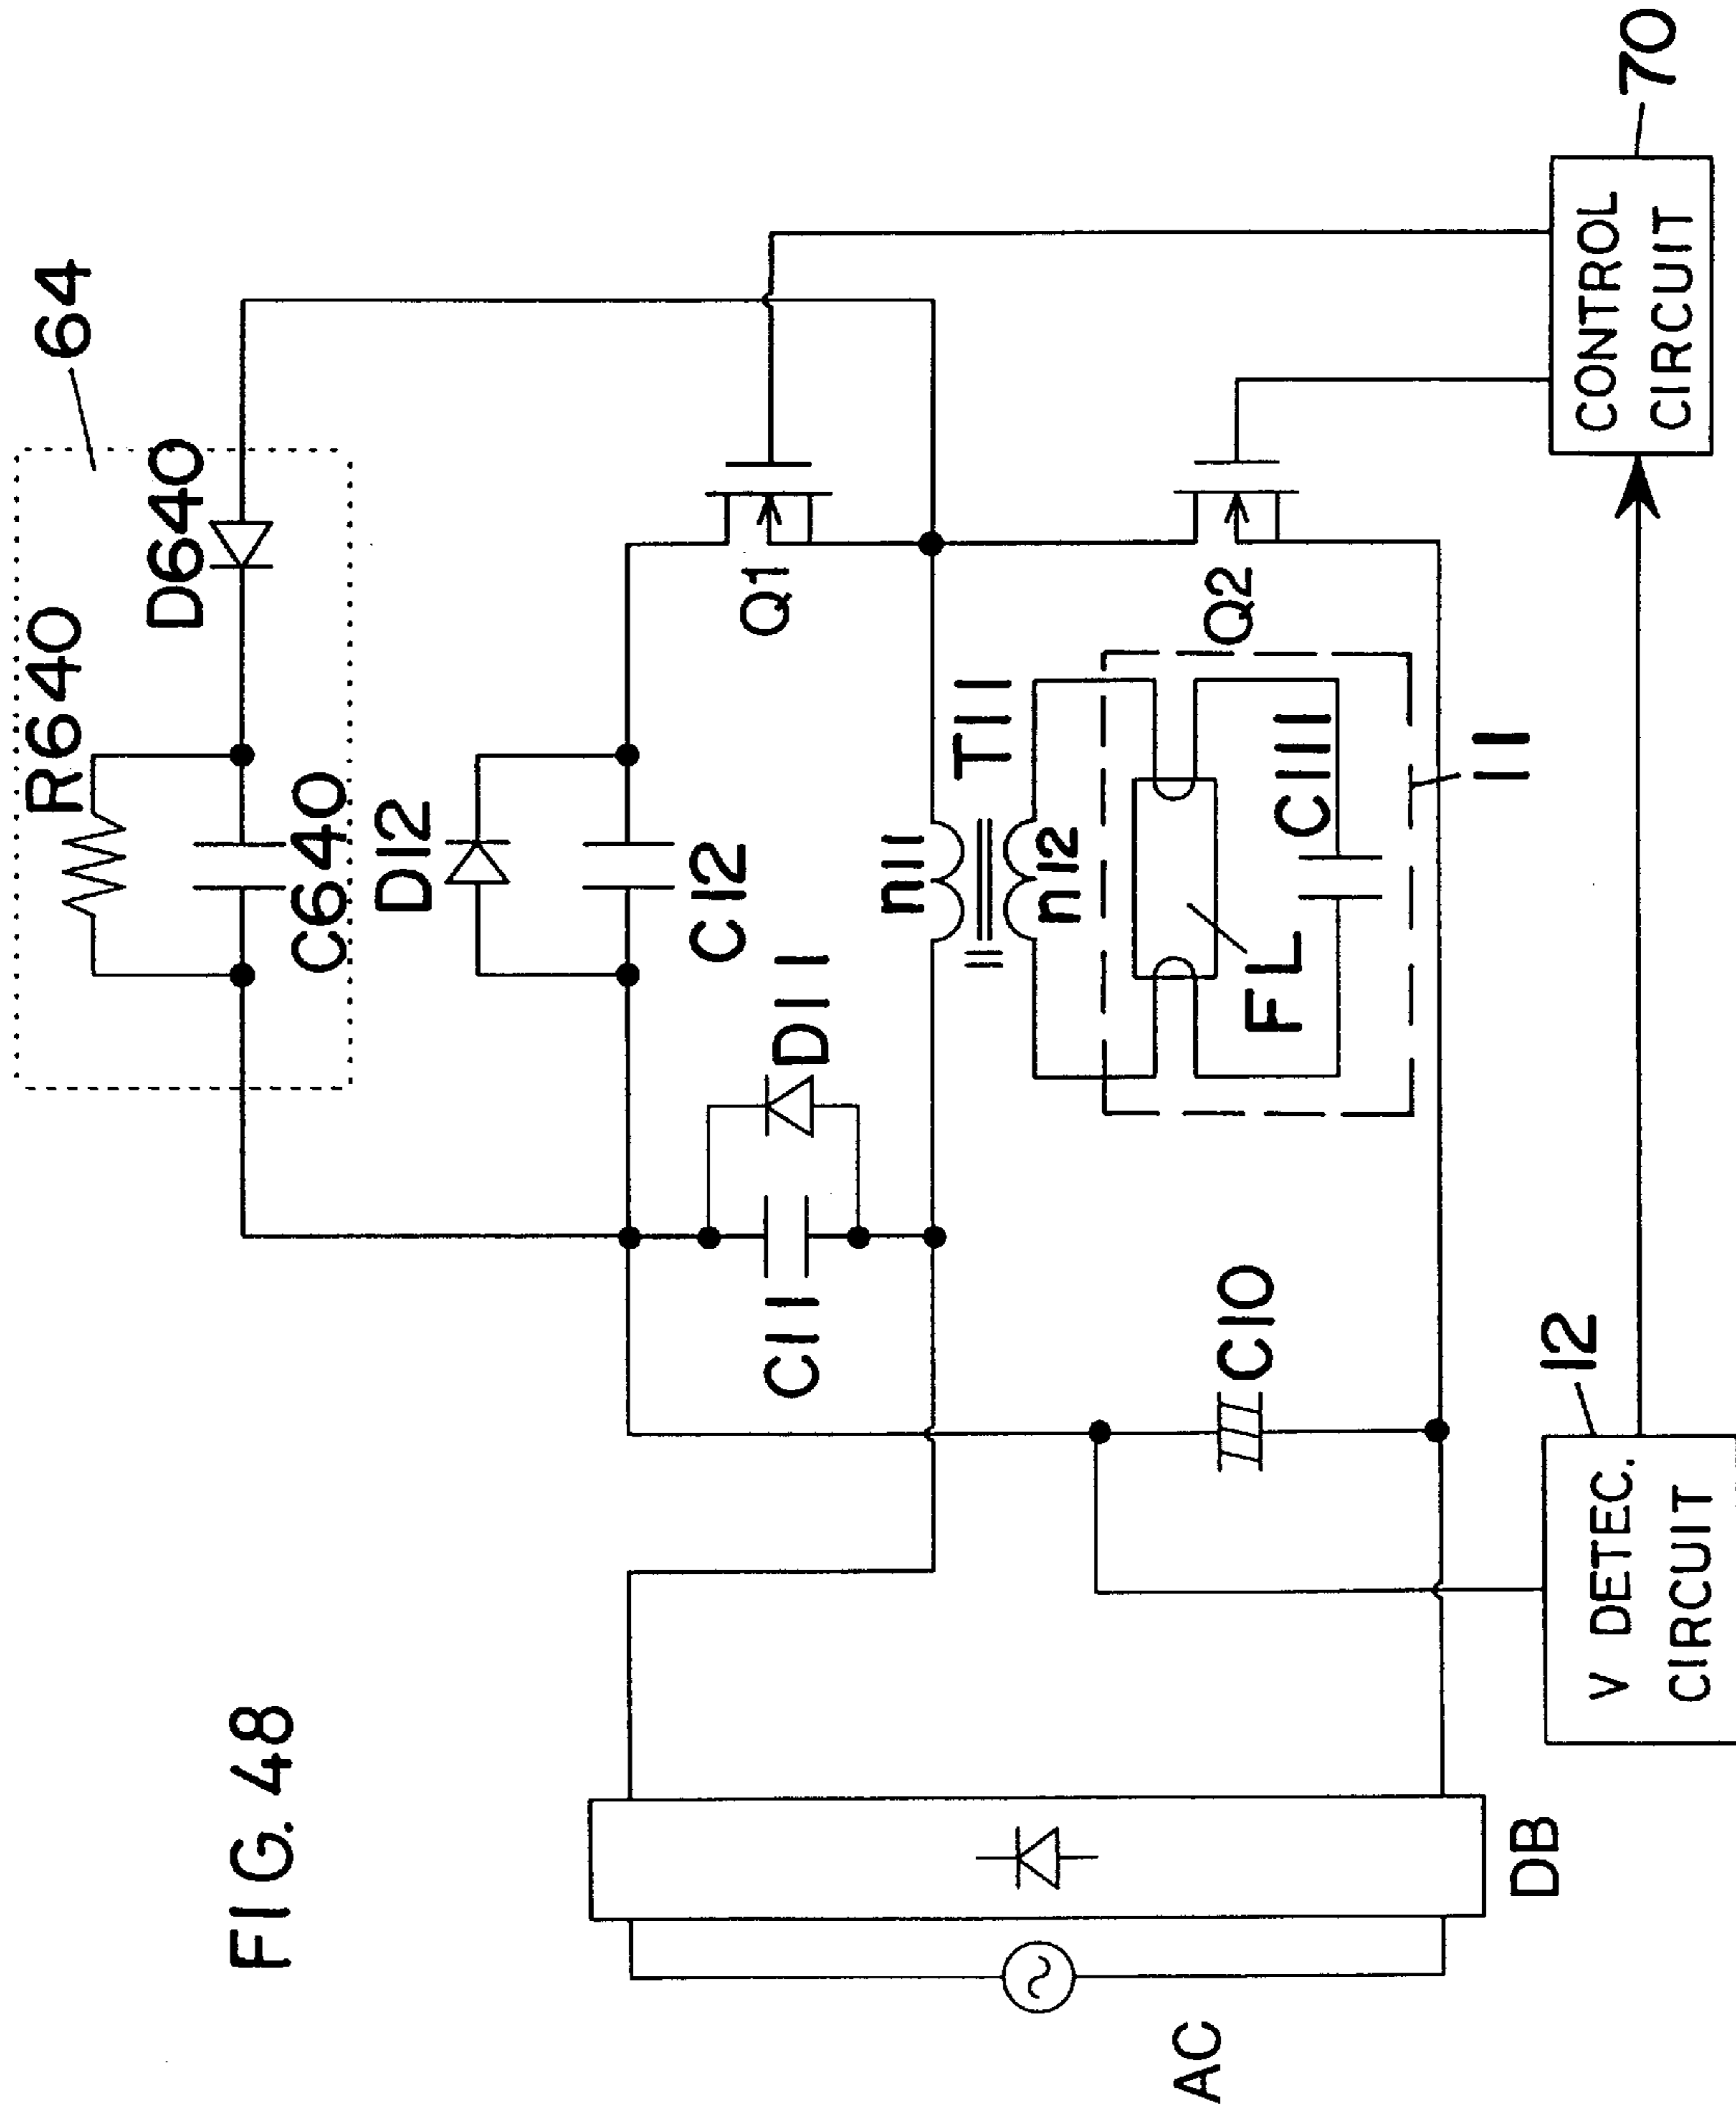 FIG. 48
64
R640
D640
C640
D12
C12
Q1
D11
C11
n11
T11
n12
Q2
FL
C111
11
C10
AC
DB
12
V DETEC.
CIRCUIT
CONTROL
CIRCUIT
70